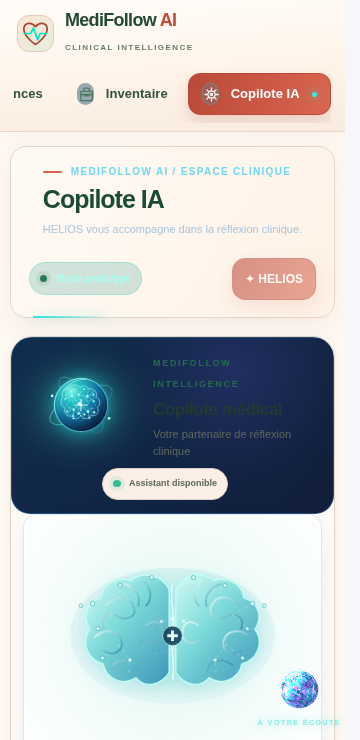 MediFollow AI
CLINICAL INTELLIGENCE
nces
Inventaire
Copilote IA
MEDIFOLLOW AI / ESPACE CLINIQUE
Copilote IA
HELIOS vous accompagne dans la réflexion clinique.
Mode prototype
✦ HELIOS
MEDIFOLLOW
INTELLIGENCE
Copilote médical
Votre partenaire de réflexion
clinique
Assistant disponible
À VOTRE ÉCOUTE